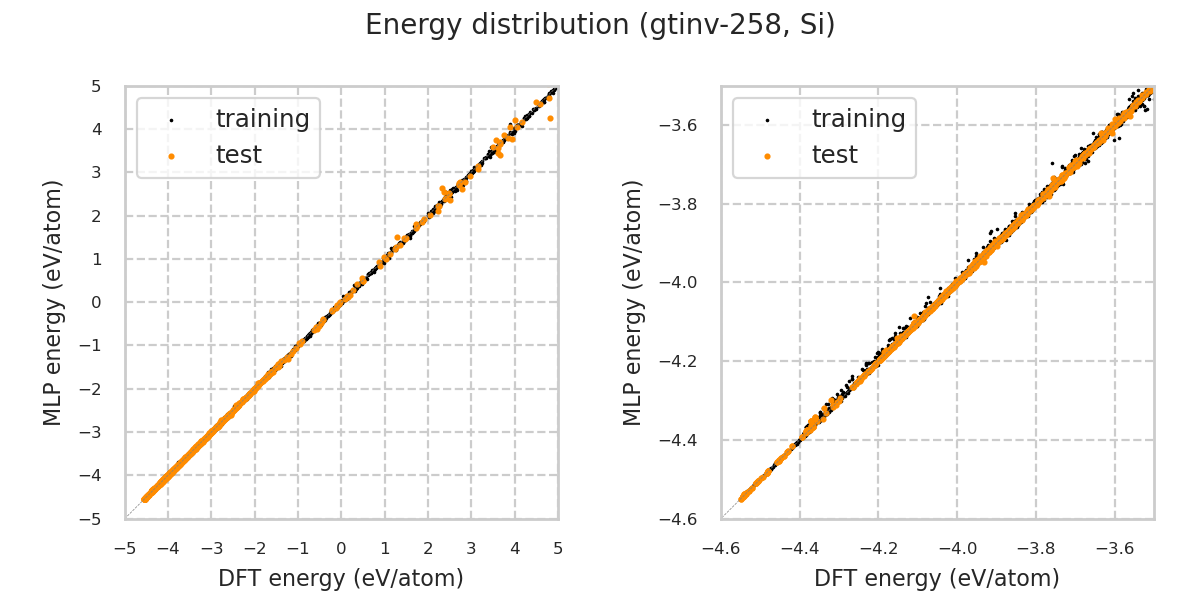 Energy distribution (gtinv-258, Si)
training
test
5
4
3
2
1
0
−1
−2
−3
−4
−5
−5 −4 −3 −2 −1 0 1 2 3 4 5
MLP energy (eV/atom)
DFT energy (eV/atom)
training
test
−3.6
−3.8
−4.0
−4.2
−4.4
−4.6
−4.6 −4.4 −4.2 −4.0 −3.8 −3.6
MLP energy (eV/atom)
DFT energy (eV/atom)